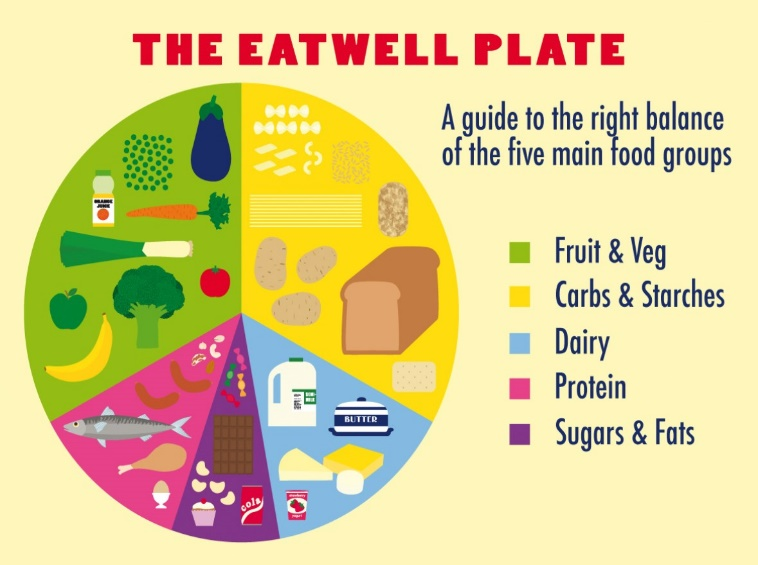 THE EATWELL PLATE
A guide to the right balance
of the five main food groups
Fruit & Veg
Carbs & Starches
Dairy
Protein
Sugars & Fats
ORANGE
BUTTER
cola